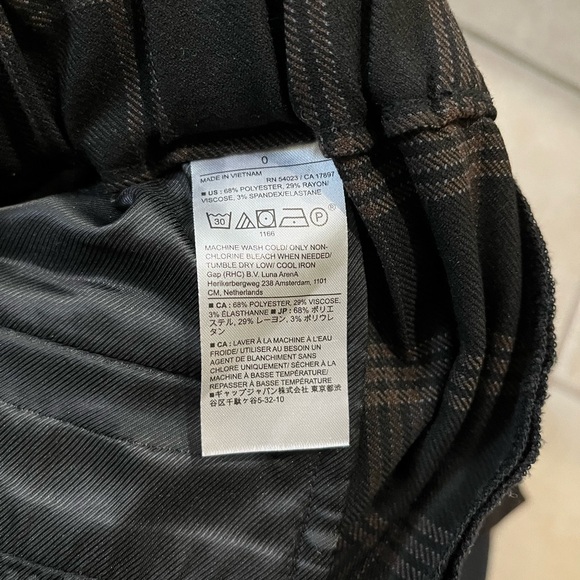 0
MADE IN VIETNAM RN 54023 / CA 17897
■ US: 68% POLYESTER, 29% RAYON/
VISCOSE, 3% SPANDEX/ELASTANE
30 P
1166
MACHINE WASH COLD/ ONLY NON-
CHLORINE BLEACH WHEN NEEDED/
TUMBLE DRY LOW/ COOL IRON
Gap (RHC) B.V. Luna ArenA
Herikerbergweg 238 Amsterdam, 1101
CM, Netherlands
■ CA: 68% POLYESTER, 29% VISCOSE,
3% ÉLASTHANNE ■ JP: 68% ポリエ
ステル, 29% レーヨン, 3% ポリウレ
タン
■ CA: LAVER À LA MACHINE À L'EAU
FROIDE/ UTILISER AU BESOIN UN
AGENT DE BLANCHIMENT SANS
CHLORE UNIQUEMENT/ SÉCHER À LA
MACHINE À BASSE TEMPÉRATURE/
REPASSER À BASSE TEMPÉRATURE
■ギャップジャパン株式会社 東京都渋
谷区千駄ヶ谷5-32-10